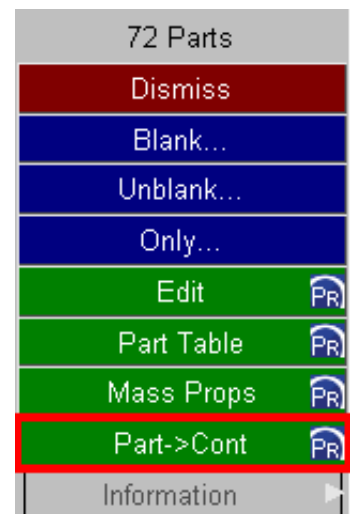 72 Parts
Dismiss
Blank...
Unblank...
Only...
Edit PR
Part Table PR
Mass Props PR
Part->Cont PR
Information